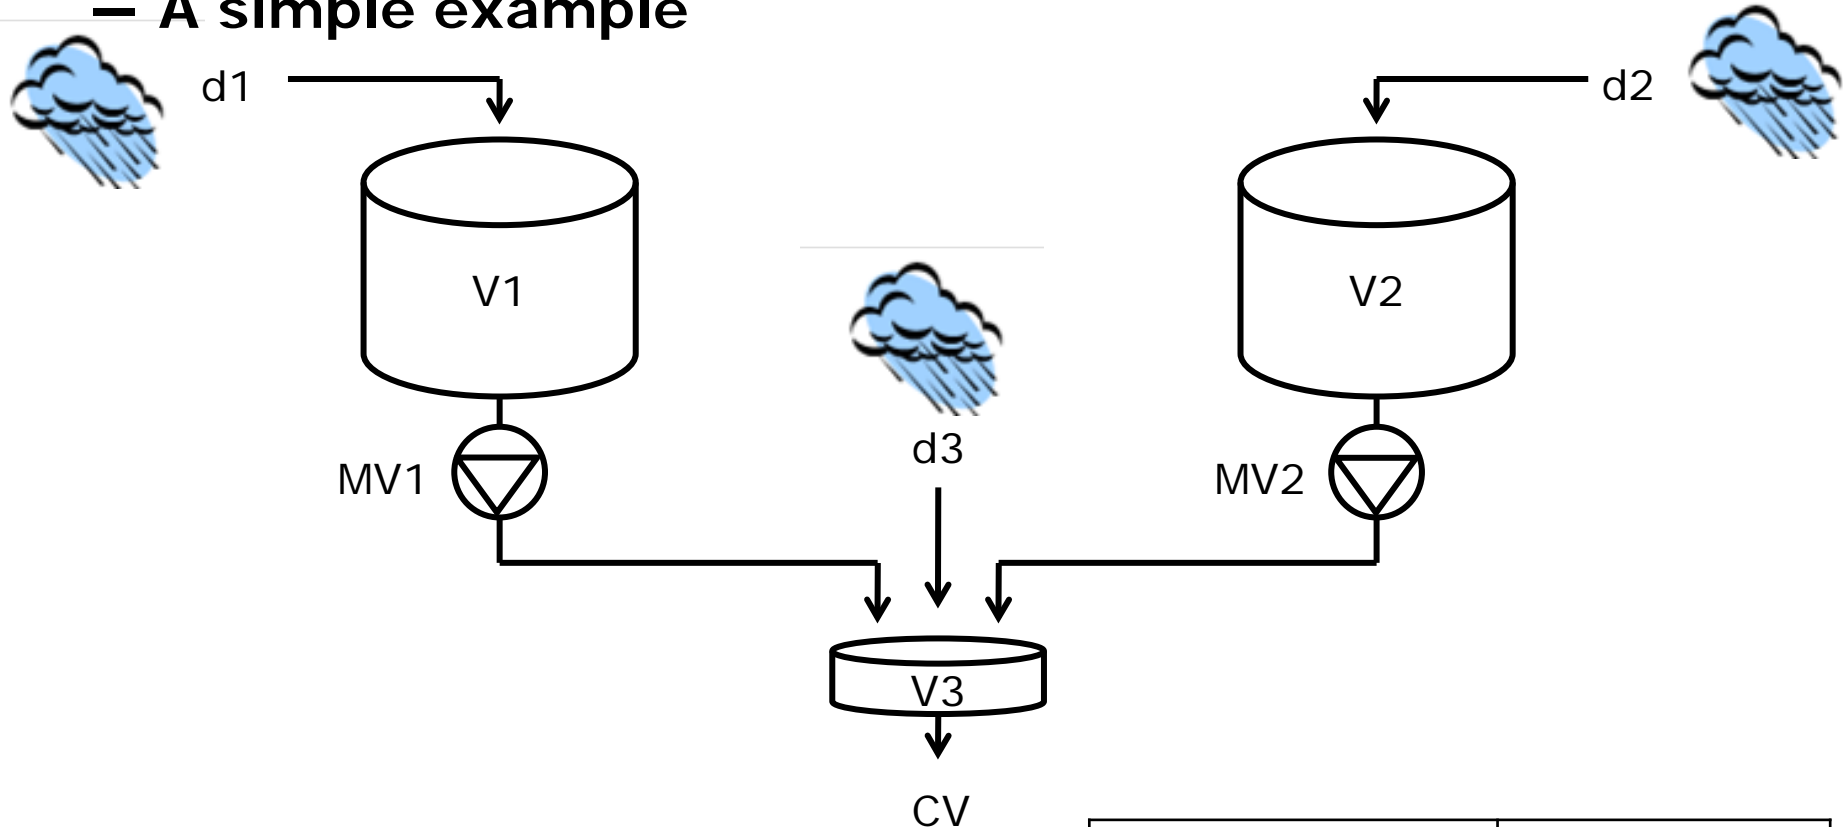 – A simple example
d1
d2
V1
V2
d3
MV1
MV2
V3
CV